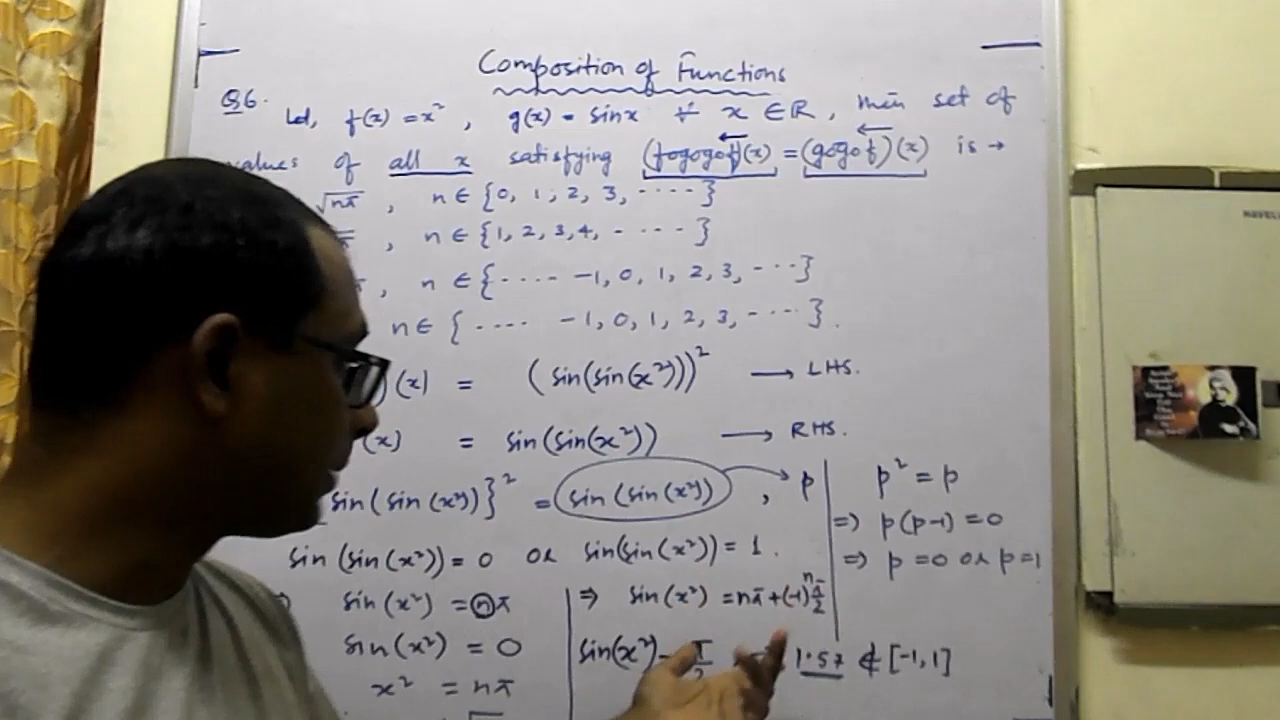 Composition of Functions
Q6.
Let, f(x) = x², g(x) = sinx ∀ x ∈ ℝ, then set of
values of all x satisfying (fogogof)(x) = (gogof)(x) is →
√nπ, n ∈ {0, 1, 2, 3, ····}
, n ∈ {1, 2, 3, 4, - ····}
, n ∈ {···· -1, 0, 1, 2, 3, - ···}
n ∈ {···· -1, 0, 1, 2, 3, - ····}.
)(x) = (sin(sin(x²)))² → LHS.
(x) = sin(sin(x²)) → RHS.
sin(sin(x²)}² = sin(sin(x²)), → p
p² = p
⇒ p(p-1) = 0
⇒ p = 0 or p = 1
sin(sin(x²)) = 0 OR sin(sin(x²)) = 1.
sin(x²) = nπ
⇒ sin(x²) = nπ + (-1)ⁿ π/2
sin(x²) = 0
sin(x²) = π/2 1.57 ∉ [-1, 1]
x² = nπ